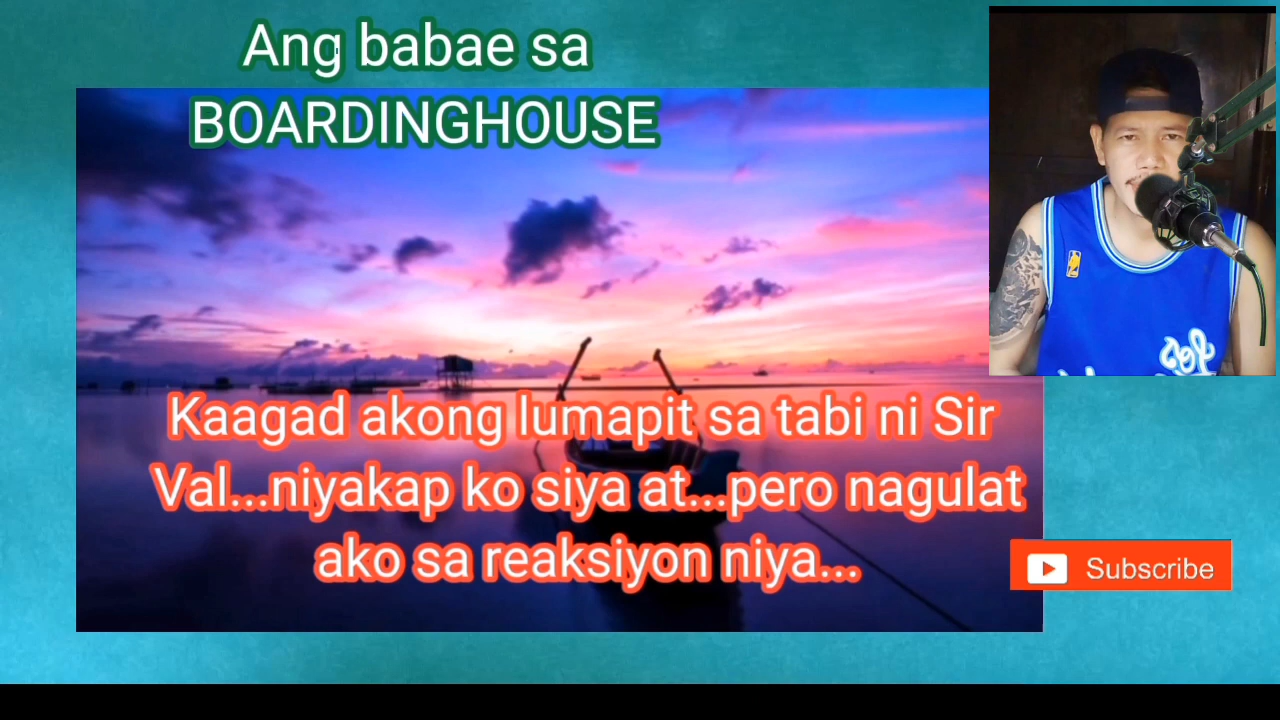 Ang babae sa
BOARDINGHOUSE
Kaagad akong lumapit sa tabi ni Sir
Val...niyakap ko siya at...pero nagulat
ako sa reaksiyon niya...
Subscribe